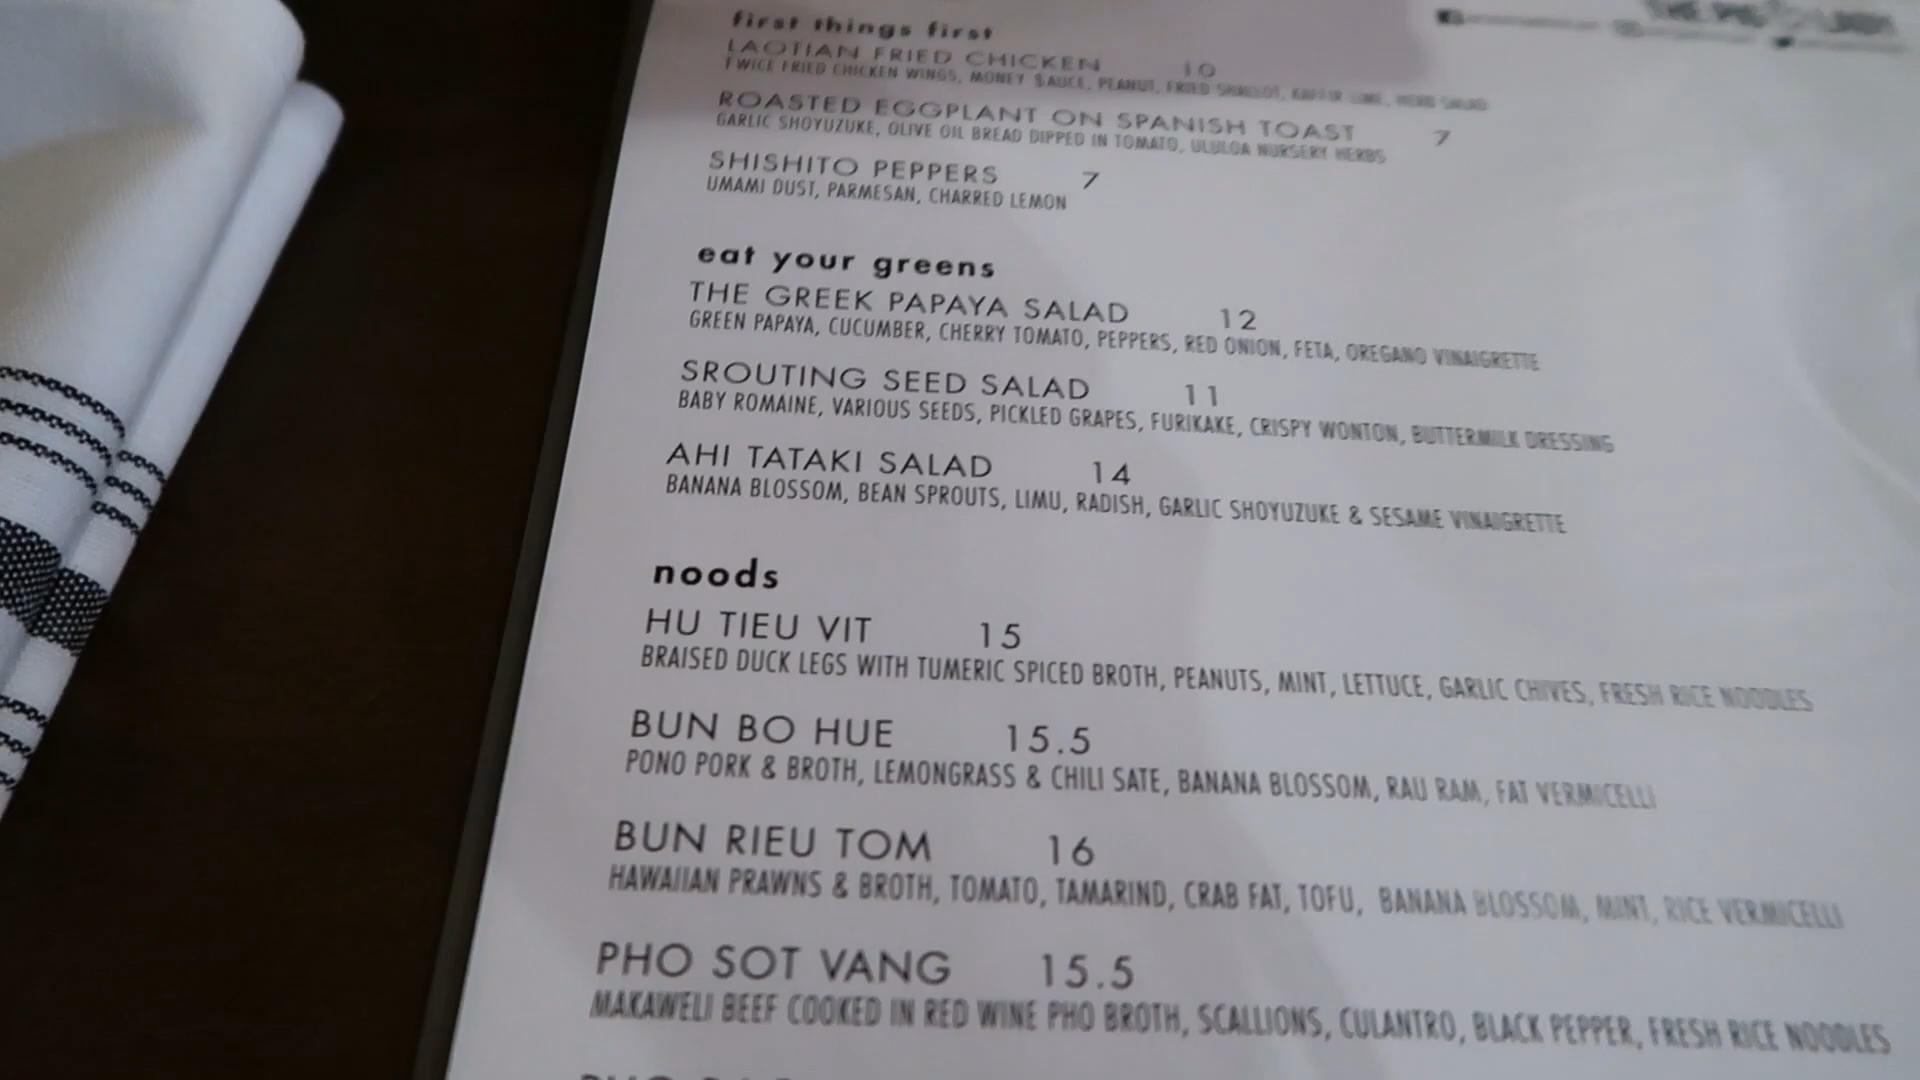 first things first
LAOTIAN FRIED CHICKEN 10
TWICE FRIED CHICKEN WINGS, MONEY $AUCE, PEANUT, FRIED SHALLOT, KAFFIR LIME, HERB SALAD
ROASTED EGGPLANT ON SPANISH TOAST 7
GARLIC SHOYUZUKE, OLIVE OIL BREAD DIPPED IN TOMATO, ULULOA NURSERY HERBS
SHISHITO PEPPERS 7
UMAMI DUST, PARMESAN, CHARRED LEMON
eat your greens
THE GREEK PAPAYA SALAD 12
GREEN PAPAYA, CUCUMBER, CHERRY TOMATO, PEPPERS, RED ONION, FETA, OREGANO VINAIGRETTE
SROUTING SEED SALAD 11
BABY ROMAINE, VARIOUS SEEDS, PICKLED GRAPES, FURIKAKE, CRISPY WONTON, BUTTERMILK DRESSING
AHI TATAKI SALAD 14
BANANA BLOSSOM, BEAN SPROUTS, LIMU, RADISH, GARLIC SHOYUZUKE & SESAME VINAIGRETTE
noods
HU TIEU VIT 15
BRAISED DUCK LEGS WITH TUMERIC SPICED BROTH, PEANUTS, MINT, LETTUCE, GARLIC CHIVES, FRESH RICE NOODLES
BUN BO HUE 15.5
PONO PORK & BROTH, LEMONGRASS & CHILI SATE, BANANA BLOSSOM, RAU RAM, FAT VERMICELLI
BUN RIEU TOM 16
HAWAIIAN PRAWNS & BROTH, TOMATO, TAMARIND, CRAB FAT, TOFU, BANANA BLOSSOM, MINT, RICE VERMICELLI
PHO SOT VANG 15.5
MAKAWELI BEEF COOKED IN RED WINE PHO BROTH, SCALLIONS, CULANTRO, BLACK PEPPER, FRESH RICE NOODLES